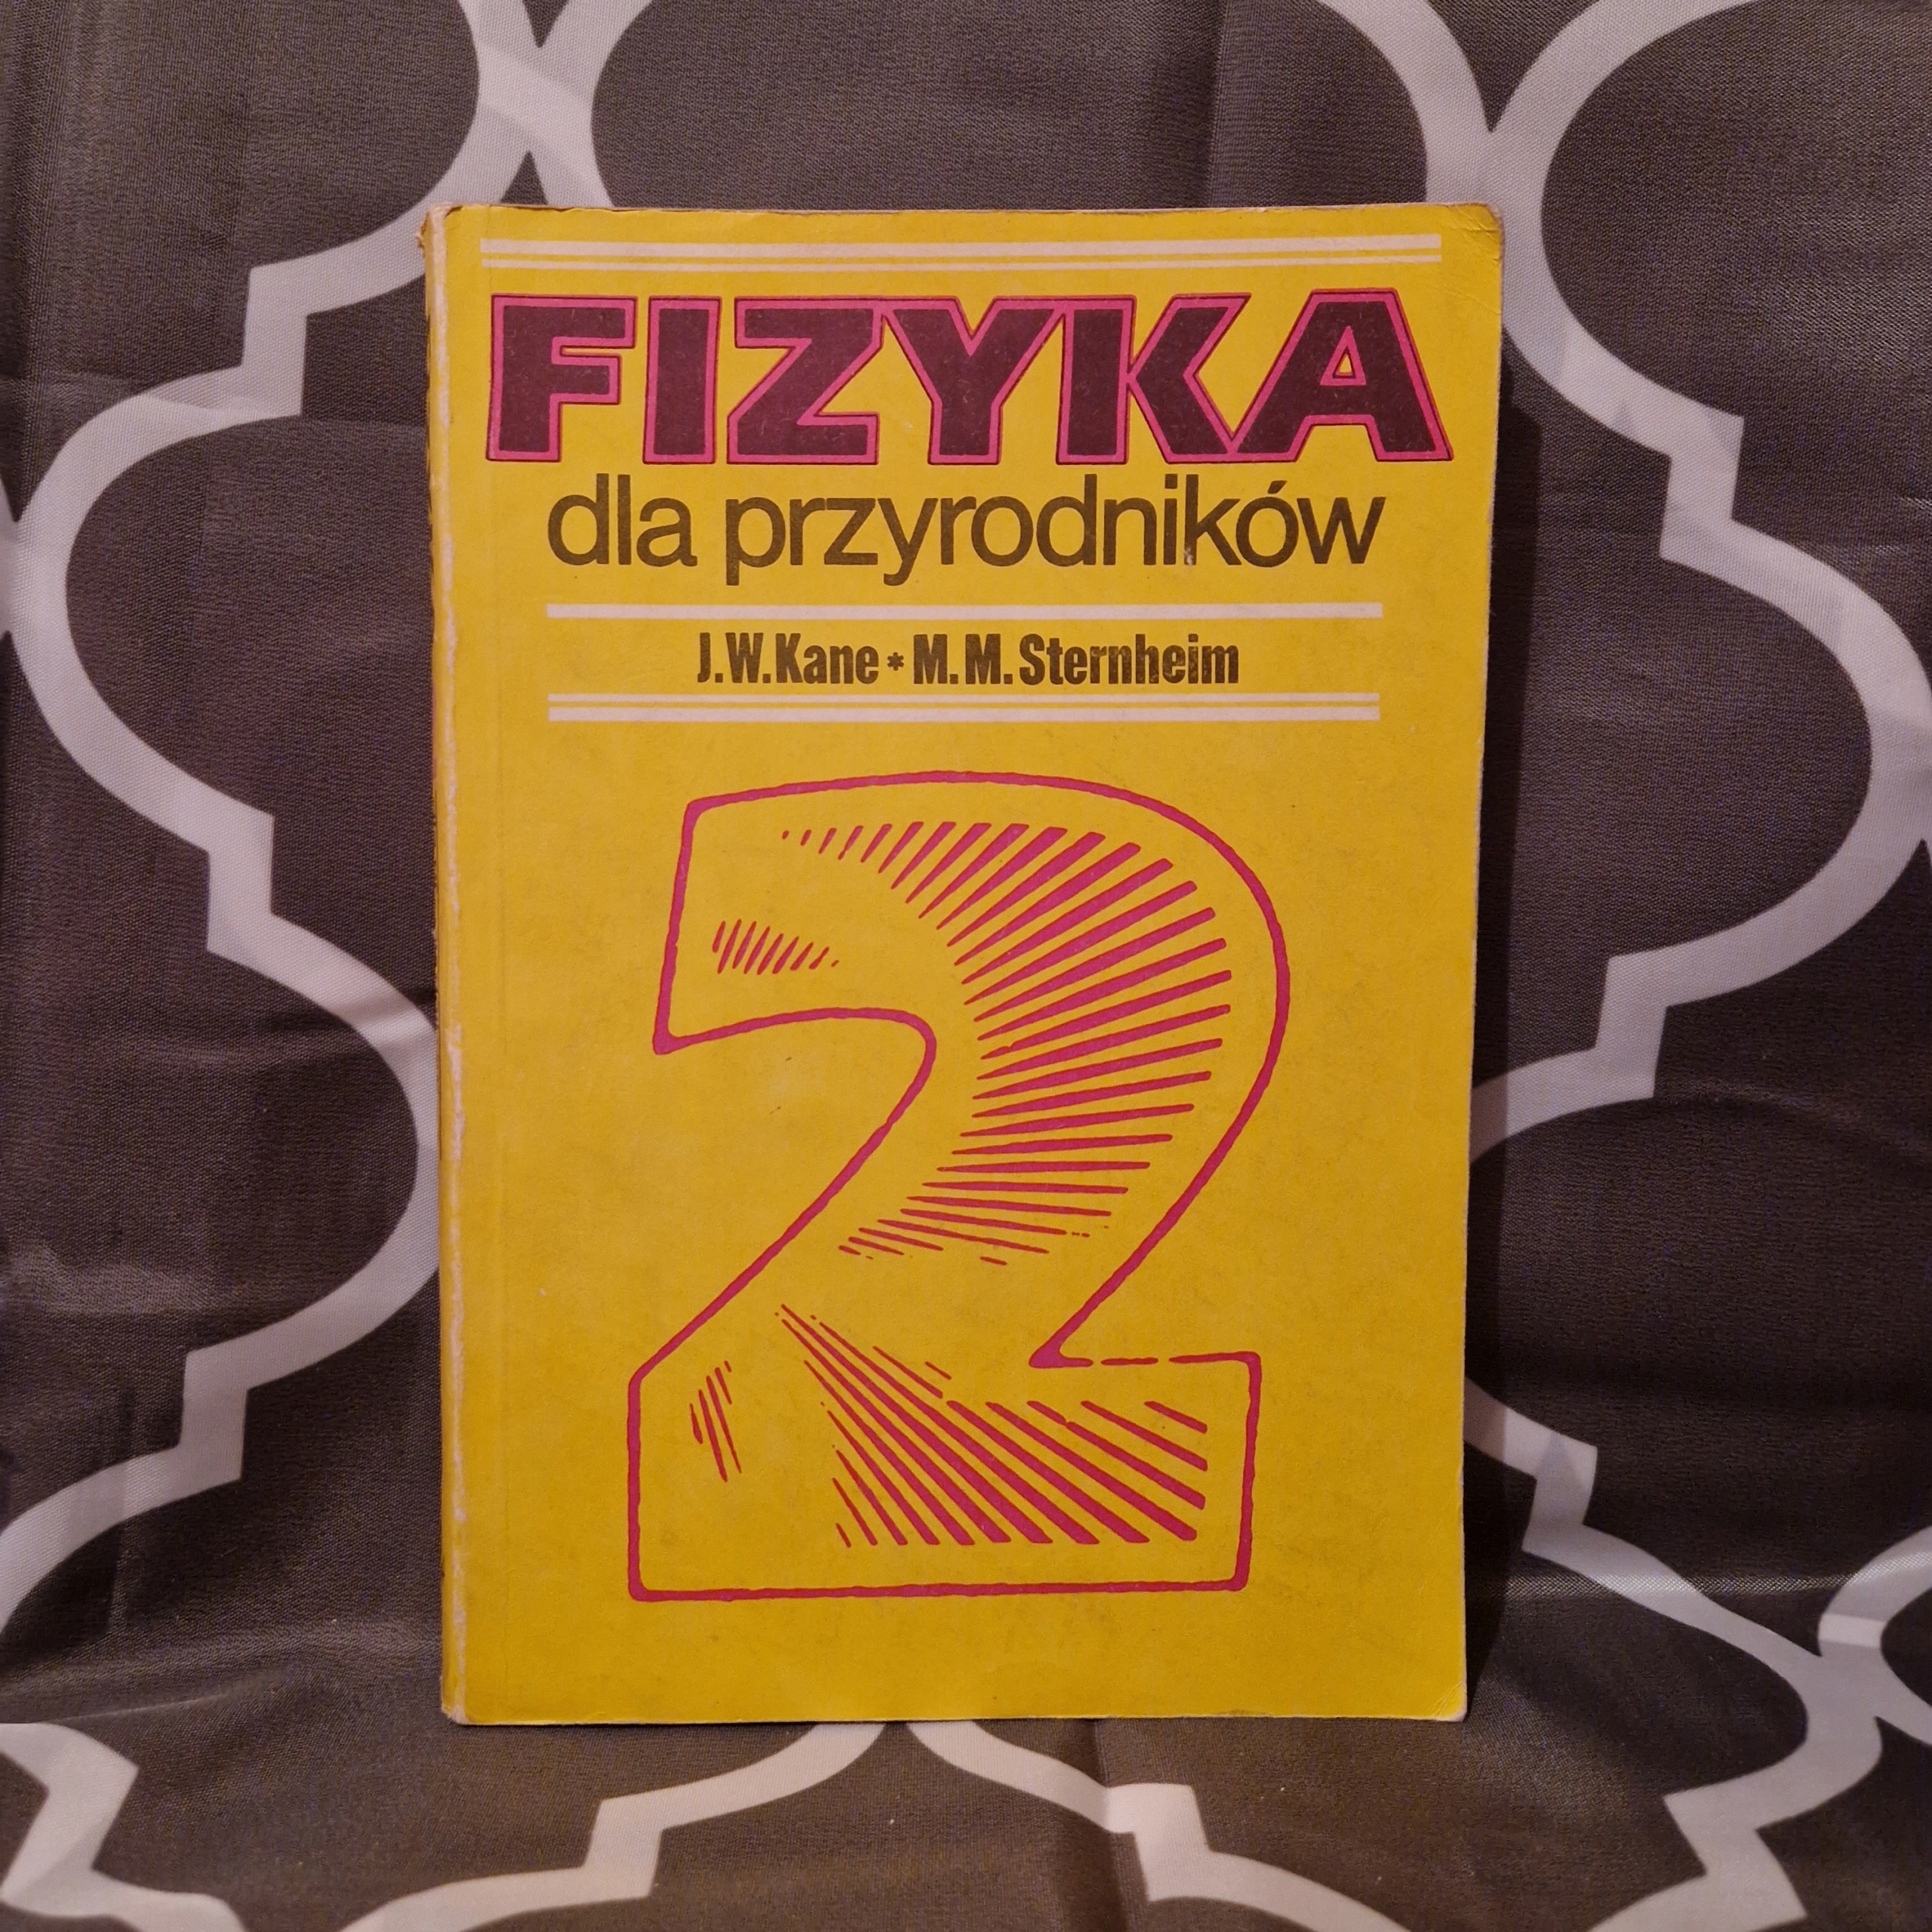 FIZYKA
dla przyrodników
J.W.Kane * M.M.Sternheim
2